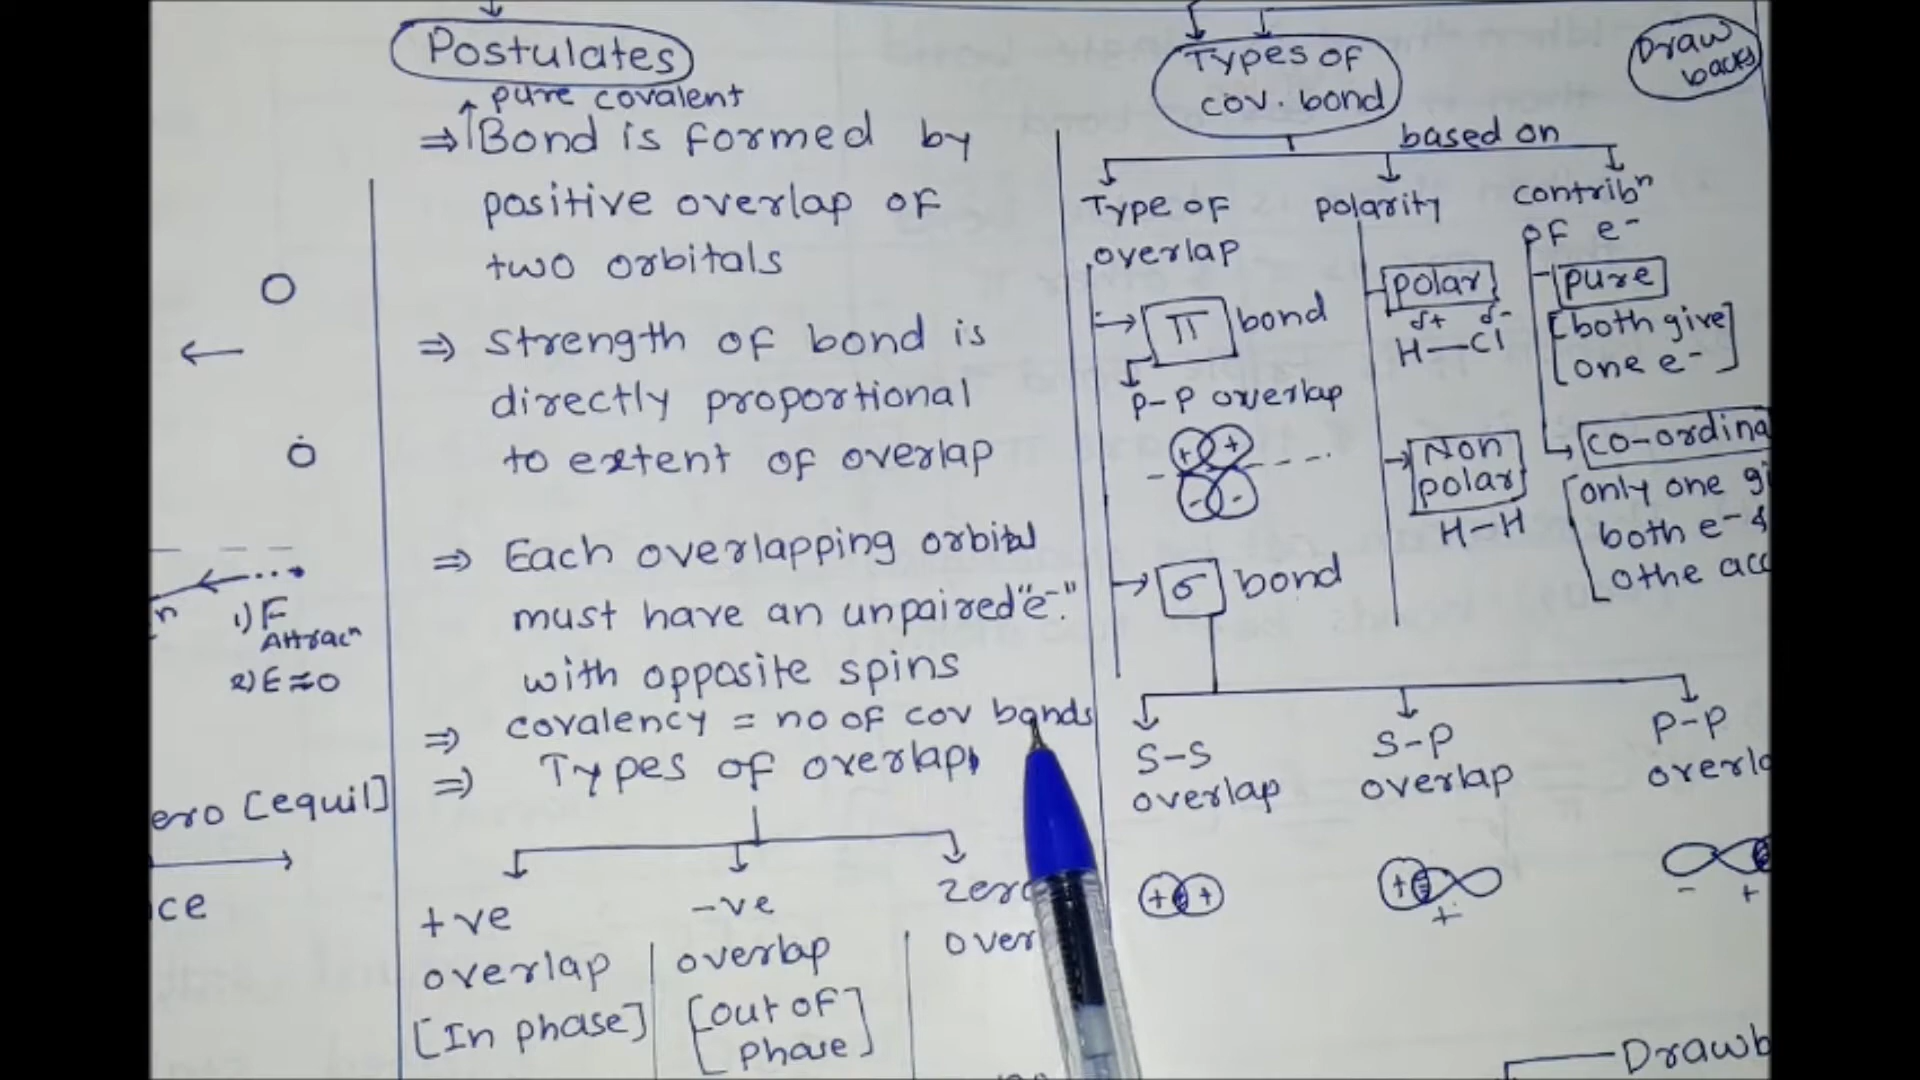 Postulates
pure covalent
⇒ Bond is formed by
positive overlap of
two orbitals
⇒ Strength of bond is
directly proportional
to extent of overlap
⇒ Each overlapping orbital
must have an unpaired "e-"
with opposite spins
⇒ covalency = no of cov bonds
⇒ Types of overlap
+ve
overlap
[In phase]
-ve
overlap
[out of
phase]
zero
over
1) F
Attracn
2) E≈0
ero [equil]
ce
Types of
cov. bond
based on
Type of
overlap
π bond
P-P overlap
+ +
- -
σ bond
S-S
overlap
+ +
S-P
overlap
+
+
P-P
overla
- +
polarity
polar
δ+ δ-
H-Cl
Non
polar
H-H
contribn
of e-
pure
[both give]
[one e-]
co-ordina
only one gi
both e- &
othe acc
Draw
backs
Drawb